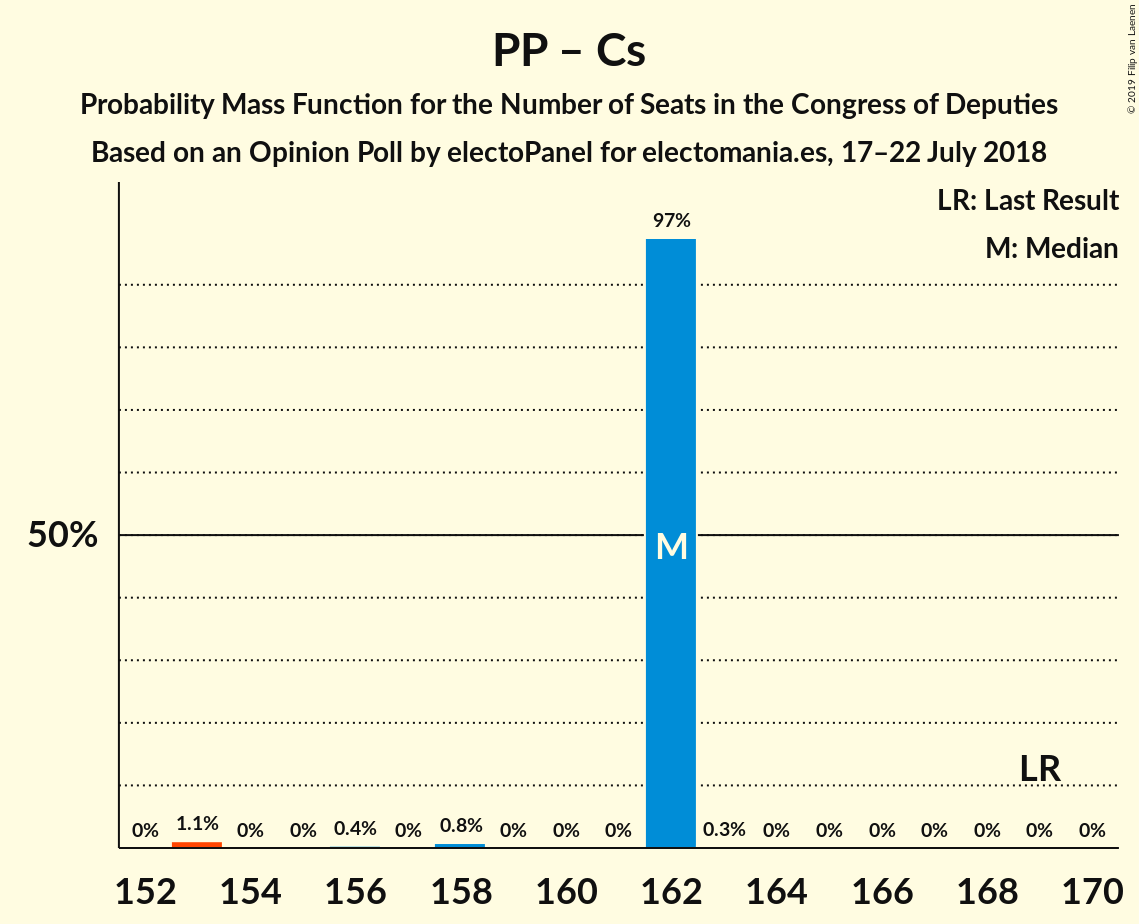 PP – Cs
Probability Mass Function for the Number of Seats in the Congress of Deputies
Based on an Opinion Poll by electoPanel for electomania.es, 17–22 July 2018
© 2019 Filip van Laenen
LR: Last Result
M: Median
97%
50%
M
LR
0% 1.1% 0% 0% 0.4% 0% 0.8% 0% 0% 0% 0.3% 0% 0% 0% 0% 0% 0% 0%
152 154 156 158 160 162 164 166 168 170